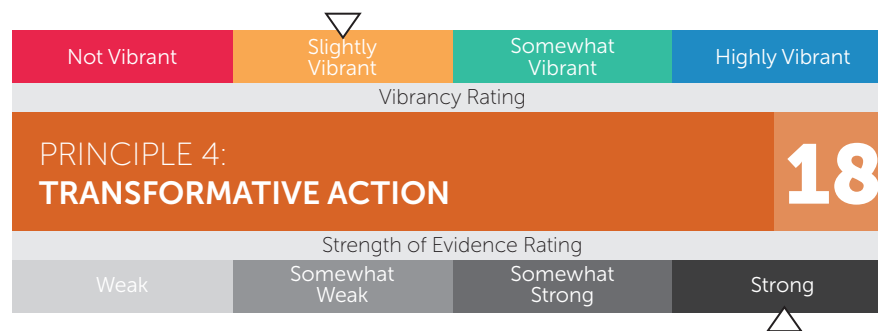 Not Vibrant
Slightly
Vibrant
Somewhat
Vibrant
Highly Vibrant
Vibrancy Rating
PRINCIPLE 4:
TRANSFORMATIVE ACTION
18
Strength of Evidence Rating
Weak
Somewhat
Weak
Somewhat
Strong
Strong